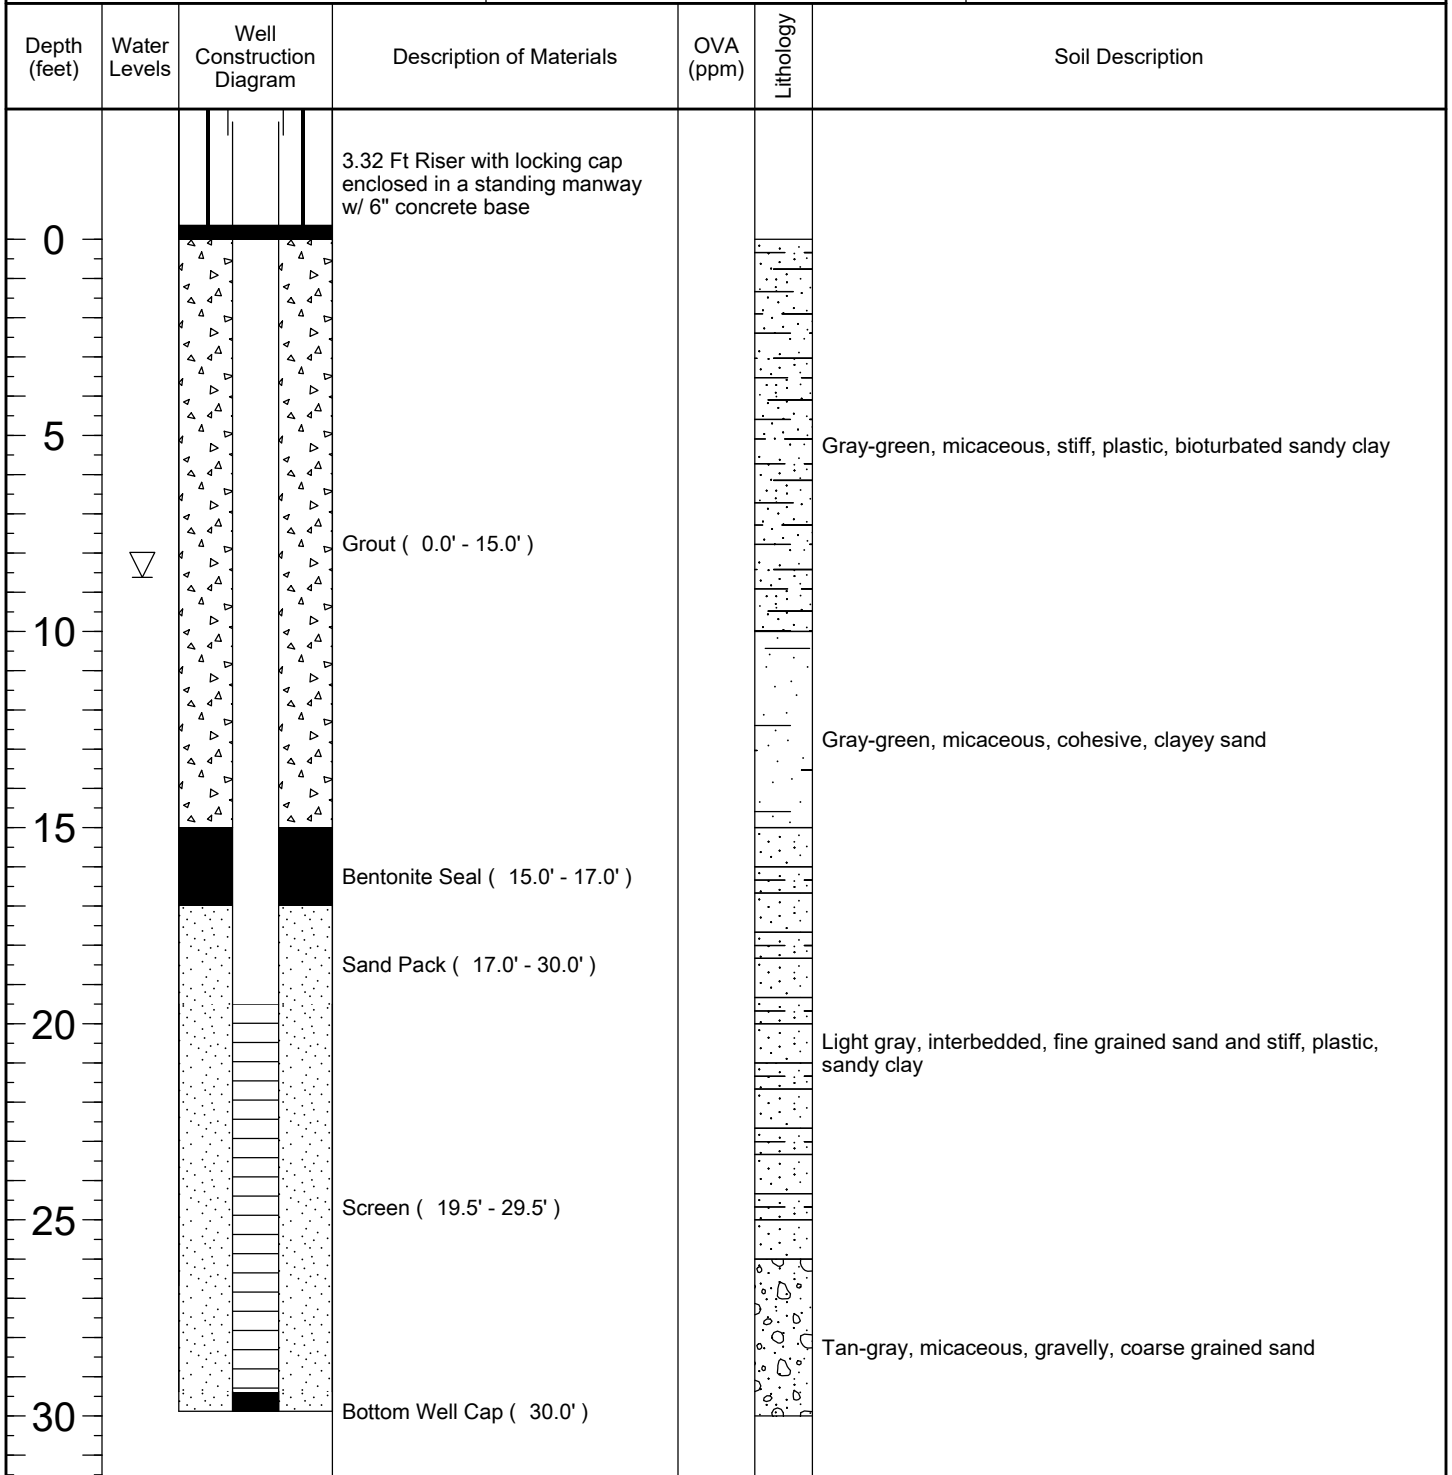 Depth
(feet)
Water
Levels
Well
Construction
Diagram
Description of Materials
OVA
(ppm)
Lithology
Soil Description
3.32 Ft Riser with locking cap
enclosed in a standing manway
w/ 6" concrete base
0
5
Gray-green, micaceous, stiff, plastic, bioturbated sandy clay
Grout ( 0.0' - 15.0' )
10
Gray-green, micaceous, cohesive, clayey sand
15
Bentonite Seal ( 15.0' - 17.0' )
Sand Pack ( 17.0' - 30.0' )
20
Light gray, interbedded, fine grained sand and stiff, plastic,
sandy clay
Screen ( 19.5' - 29.5' )
25
Tan-gray, micaceous, gravelly, coarse grained sand
Bottom Well Cap ( 30.0' )
30